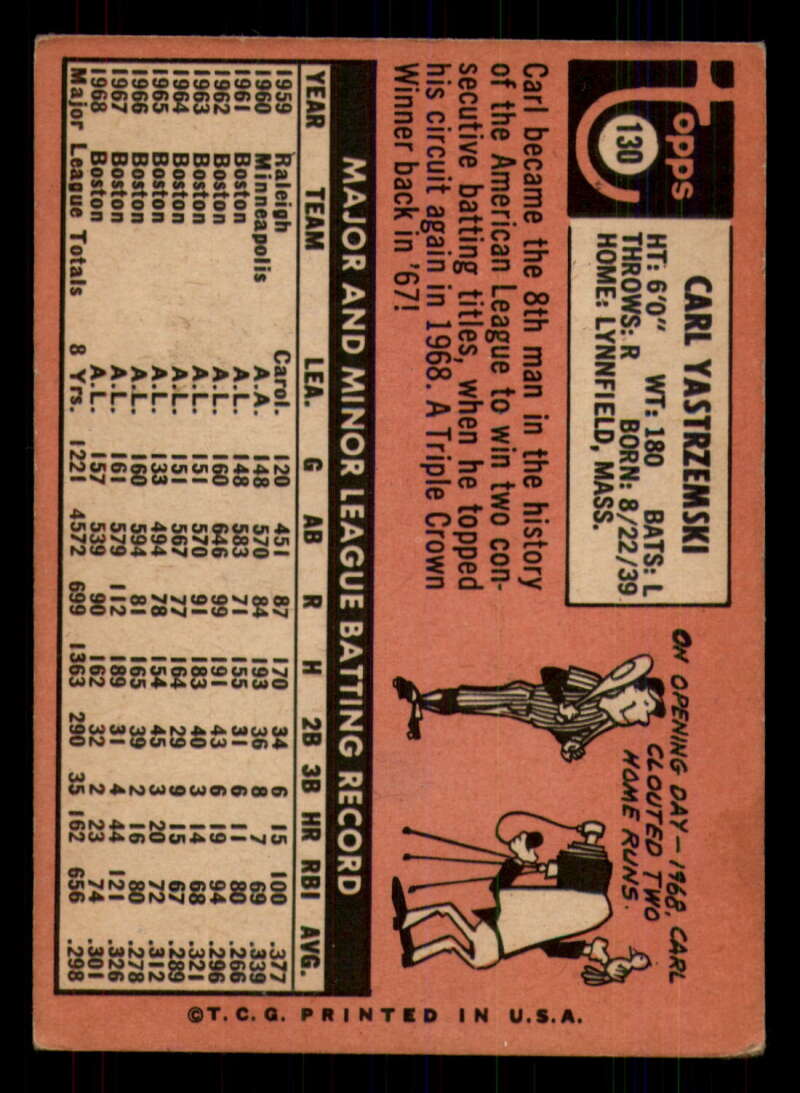 Topps
130
CARL YASTRZEMSKI
HT: 6'0" WT: 180 BATS: L
THROWS: R BORN: 8/22/39
HOME: LYNNFIELD, MASS.
Carl became the 8th man in the history
of the American League to win two con-
secutive batting titles, when he topped
his circuit again in 1968. A Triple Crown
Winner back in '67!
ON OPENING DAY—1968, CARL
CLOUTED TWO
HOME RUNS.
MAJOR AND MINOR LEAGUE BATTING RECORD
YEAR TEAM LEA. G AB R H 2B 3B HR RBI AVG.
1959 Raleigh Carol. 120 451 87 170 34 6 15 100 .377
1960 Minneapolis A.A. 148 570 84 193 36 8 7 69 .339
1961 Boston A.L. 148 583 71 155 31 6 11 80 .266
1962 Boston A.L. 160 646 99 191 43 6 19 94 .296
1963 Boston A.L. 151 570 91 183 40 3 14 68 .321
1964 Boston A.L. 151 567 77 164 29 9 15 67 .289
1965 Boston A.L. 133 494 78 154 45 3 20 72 .312
1966 Boston A.L. 160 594 81 165 39 2 16 80 .278
1967 Boston A.L. 161 579 112 189 31 4 44 121 .326
1968 Boston A.L. 157 539 90 162 32 2 23 74 .301
Major League Totals 8 Yrs. 1221 4572 699 1363 290 35 162 656 .298
©T.C.G. PRINTED IN U.S.A.